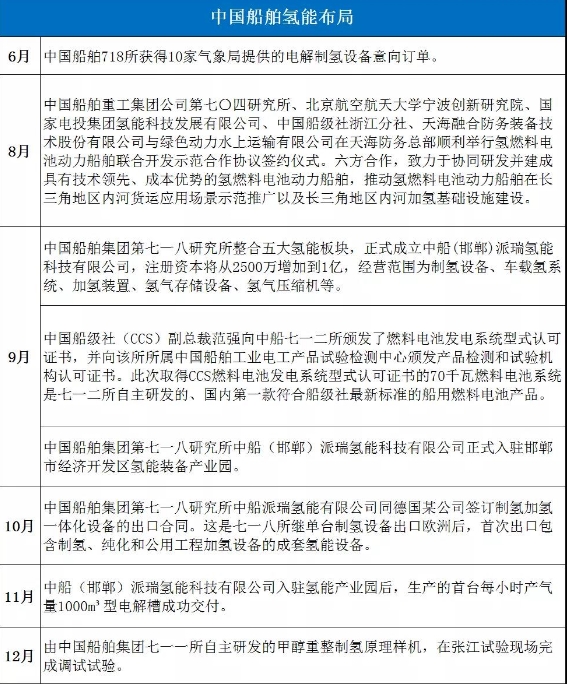 中国船舶氢能布局
6月
中国船舶718所获得10家气象局提供的电解制氢设备意向订单。
8月
中国船舶重工集团公司第七〇四研究所、北京航空航天大学宁波创新研究院、国
家电投集团氢能科技发展有限公司、中国船级社浙江分社、天海融合防务装备技
术股份有限公司与绿色动力水上运输有限公司在天海防务总部顺利举行氢燃料电
池动力船舶联合开发示范合作协议签约仪式。六方合作，致力于协同研发并建成
具有技术领先、成本优势的氢燃料电池动力船舶，推动氢燃料电池动力船舶在长
三角地区内河货运应用场景示范推广以及长三角地区内河加氢基础设施建设。
9月
中国船舶集团第七一八研究所整合五大氢能板块，正式成立中船(邯郸)派瑞氢能
科技有限公司，注册资本将从2500万增加到1亿，经营范围为制氢设备、车载氢系
统、加氢装置、氢气存储设备、氢气压缩机等。
中国船级社（CCS）副总裁范强向中船七一二所颁发了燃料电池发电系统型式认可
证书，并向该所所属中国船舶工业电工产品试验检测中心颁发产品检测和试验机
构认可证书。此次取得CCS燃料电池发电系统型式认可证书的70千瓦燃料电池系统
是七一二所自主研发的、国内第一款符合船级社最新标准的船用燃料电池产品。
中国船舶集团第七一八研究所中船（邯郸）派瑞氢能科技有限公司正式入驻邯郸
市经济开发区氢能装备产业园。
10月
中国船舶集团第七一八研究所中船派瑞氢能有限公司同德国某公司签订制氢加氢
一体化设备的出口合同。这是七一八所继单台制氢设备出口欧洲后，首次出口包
含制氢、纯化和公用工程加氢设备的成套氢能设备。
11月
中船（邯郸）派瑞氢能科技有限公司入驻氢能产业园后，生产的首台每小时产气
量1000m³型电解槽成功交付。
12月
由中国船舶集团七一一所自主研发的甲醇重整制氢原理样机，在张江试验现场完
成调试试验。